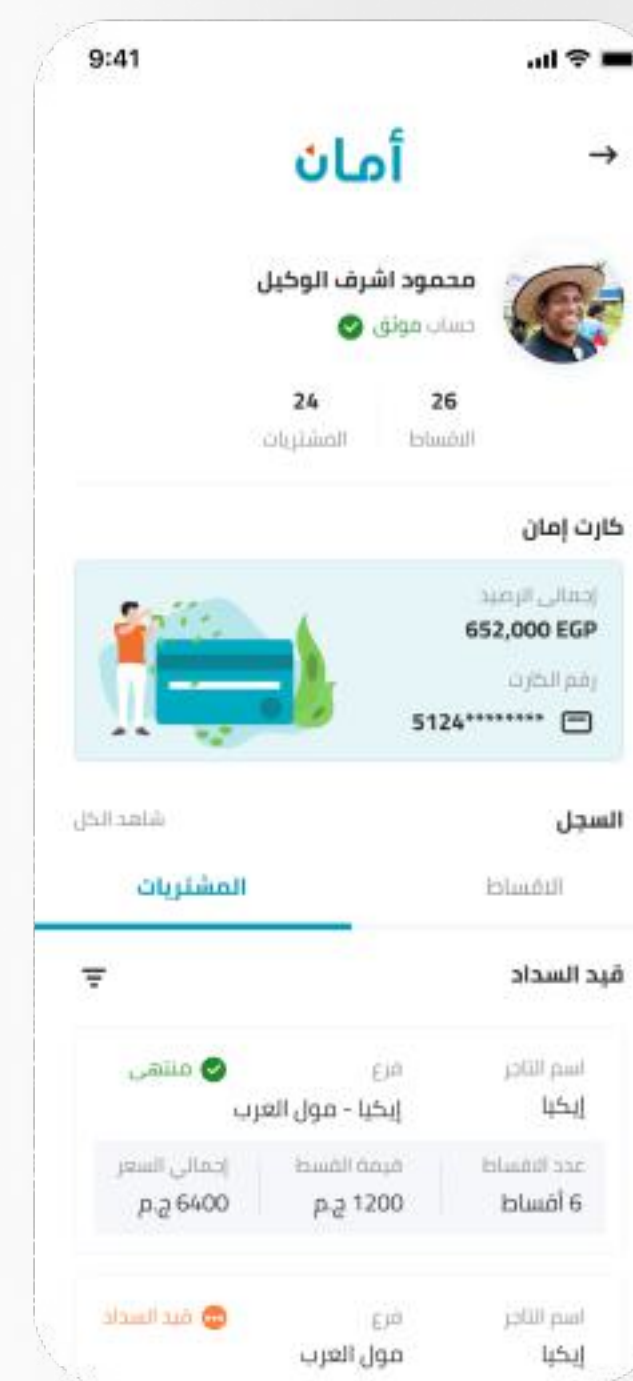 9:41
أمان
→
محمود اشرف الوكيل
حساب موثق
26 24
الاقساط المشتريات
كارت إمان
إجمالى الرصيد
652,000 EGP
رقم الكارت
5124********
السجل شاهد الكل
الاقساط المشتريات
قيد السداد
اسم التاجر فرع منتهى
إيكيا إيكيا - مول العرب
عدد الاقساط قيمة القسط إجمالي السعر
6 أقساط 1200 ج.م 6400 ج.م
اسم التاجر فرع قيد السداد
إيكيا مول العرب